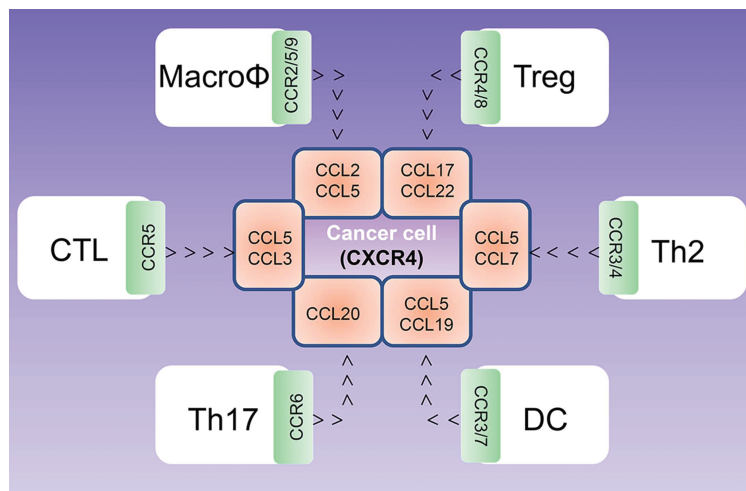 MacroΦ
CCR2/5/9
CCR4/8
Treg
CCL2
CCL5
CCL17
CCL22
CTL
CCR5
CCL5
CCL3
Cancer cell
(CXCR4)
CCL5
CCL7
CCR3/4
Th2
CCL20
CCL5
CCL19
Th17
CCR6
CCR3/7
DC